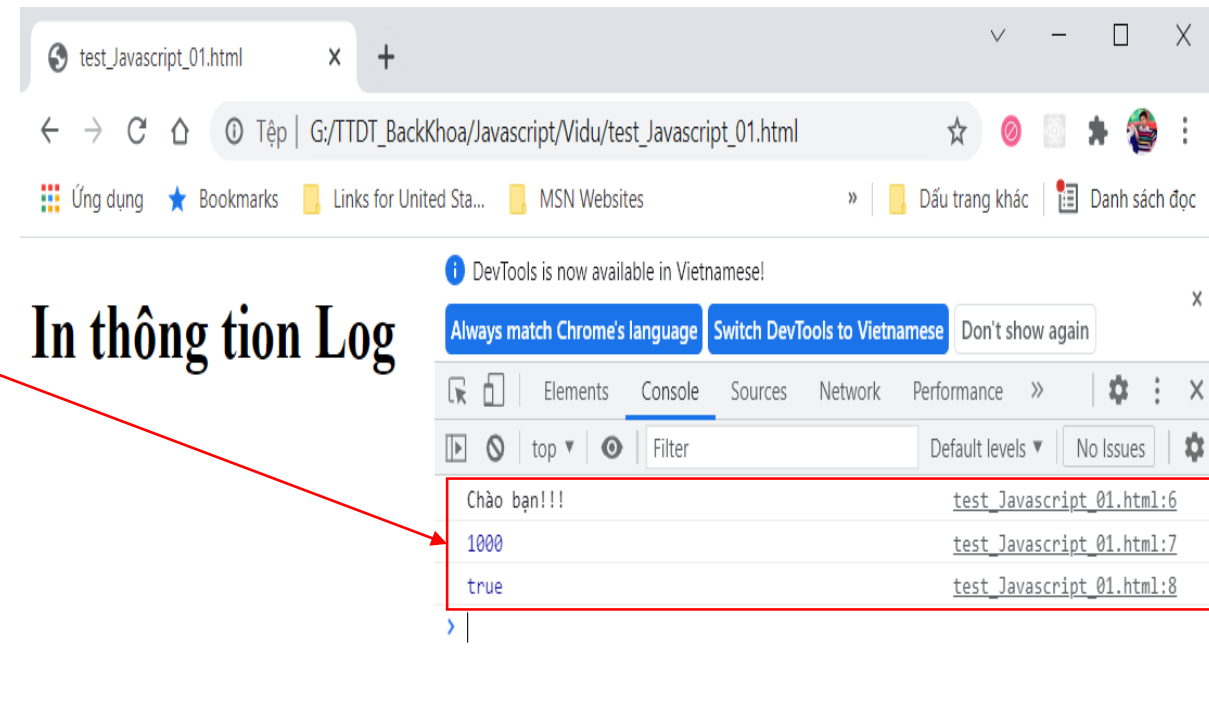 test_Javascript_01.html
Tệp | G:/TTDT_BackKhoa/Javascript/Vidu/test_Javascript_01.html
Ứng dụng Bookmarks Links for United Sta... MSN Websites » Dấu trang khác Danh sách đọc
DevTools is now available in Vietnamese!
Always match Chrome's language Switch DevTools to Vietnamese Don't show again
In thông tion Log
Elements Console Sources Network Performance »
top Filter Default levels No Issues
Chào bạn!!! test_Javascript_01.html:6
1000 test_Javascript_01.html:7
true test_Javascript_01.html:8